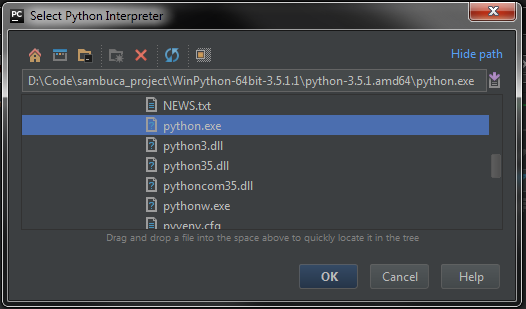 PC Select Python Interpreter
Hide path
D:\Code\sambuca_project\WinPython-64bit-3.5.1.1\python-3.5.1.amd64\python.exe
NEWS.txt
python.exe
python3.dll
python35.dll
pythoncom35.dll
pythonw.exe
pyvenv.cfg
Drag and drop a file into the space above to quickly locate it in the tree
OK Cancel Help